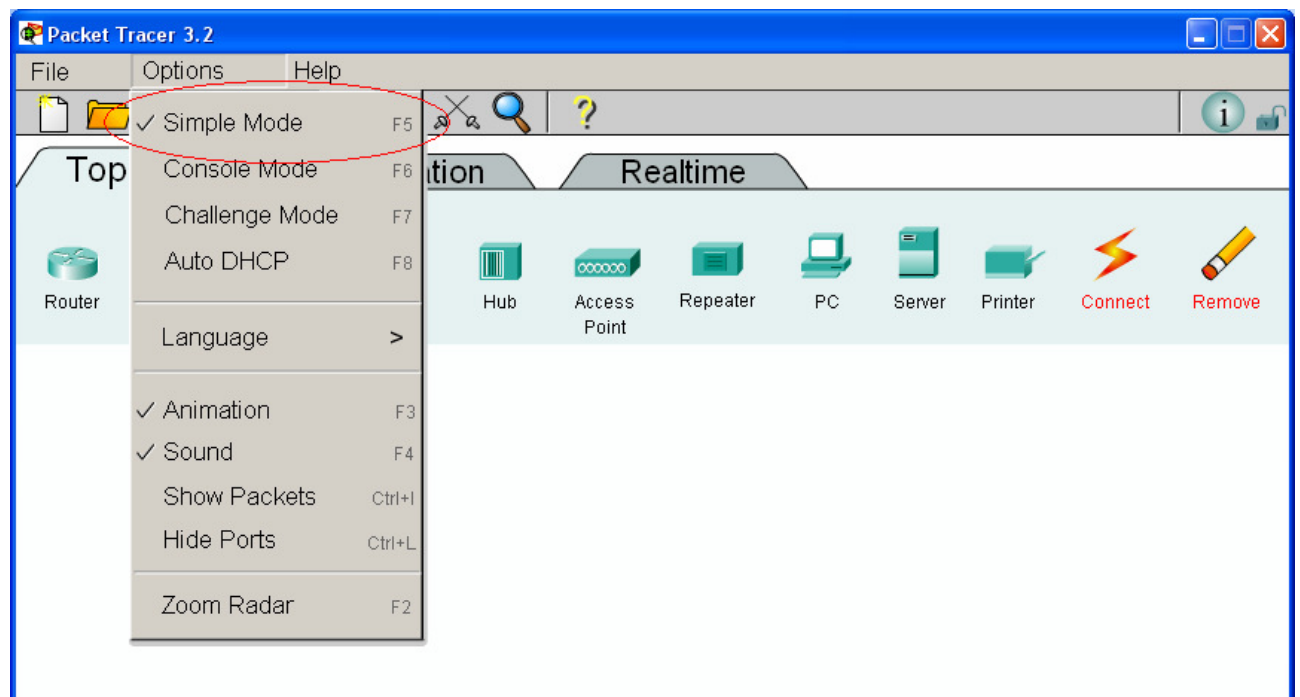 Packet Tracer 3.2
File Options Help
?
i
✓ Simple Mode F5
Console Mode F6
Challenge Mode F7
Auto DHCP F8
Language >
✓ Animation F3
✓ Sound F4
Show Packets Ctrl+I
Hide Ports Ctrl+L
Zoom Radar F2
Top
tion
Realtime
Router
Hub
Access
Point
Repeater
PC
Server
Printer
Connect
Remove